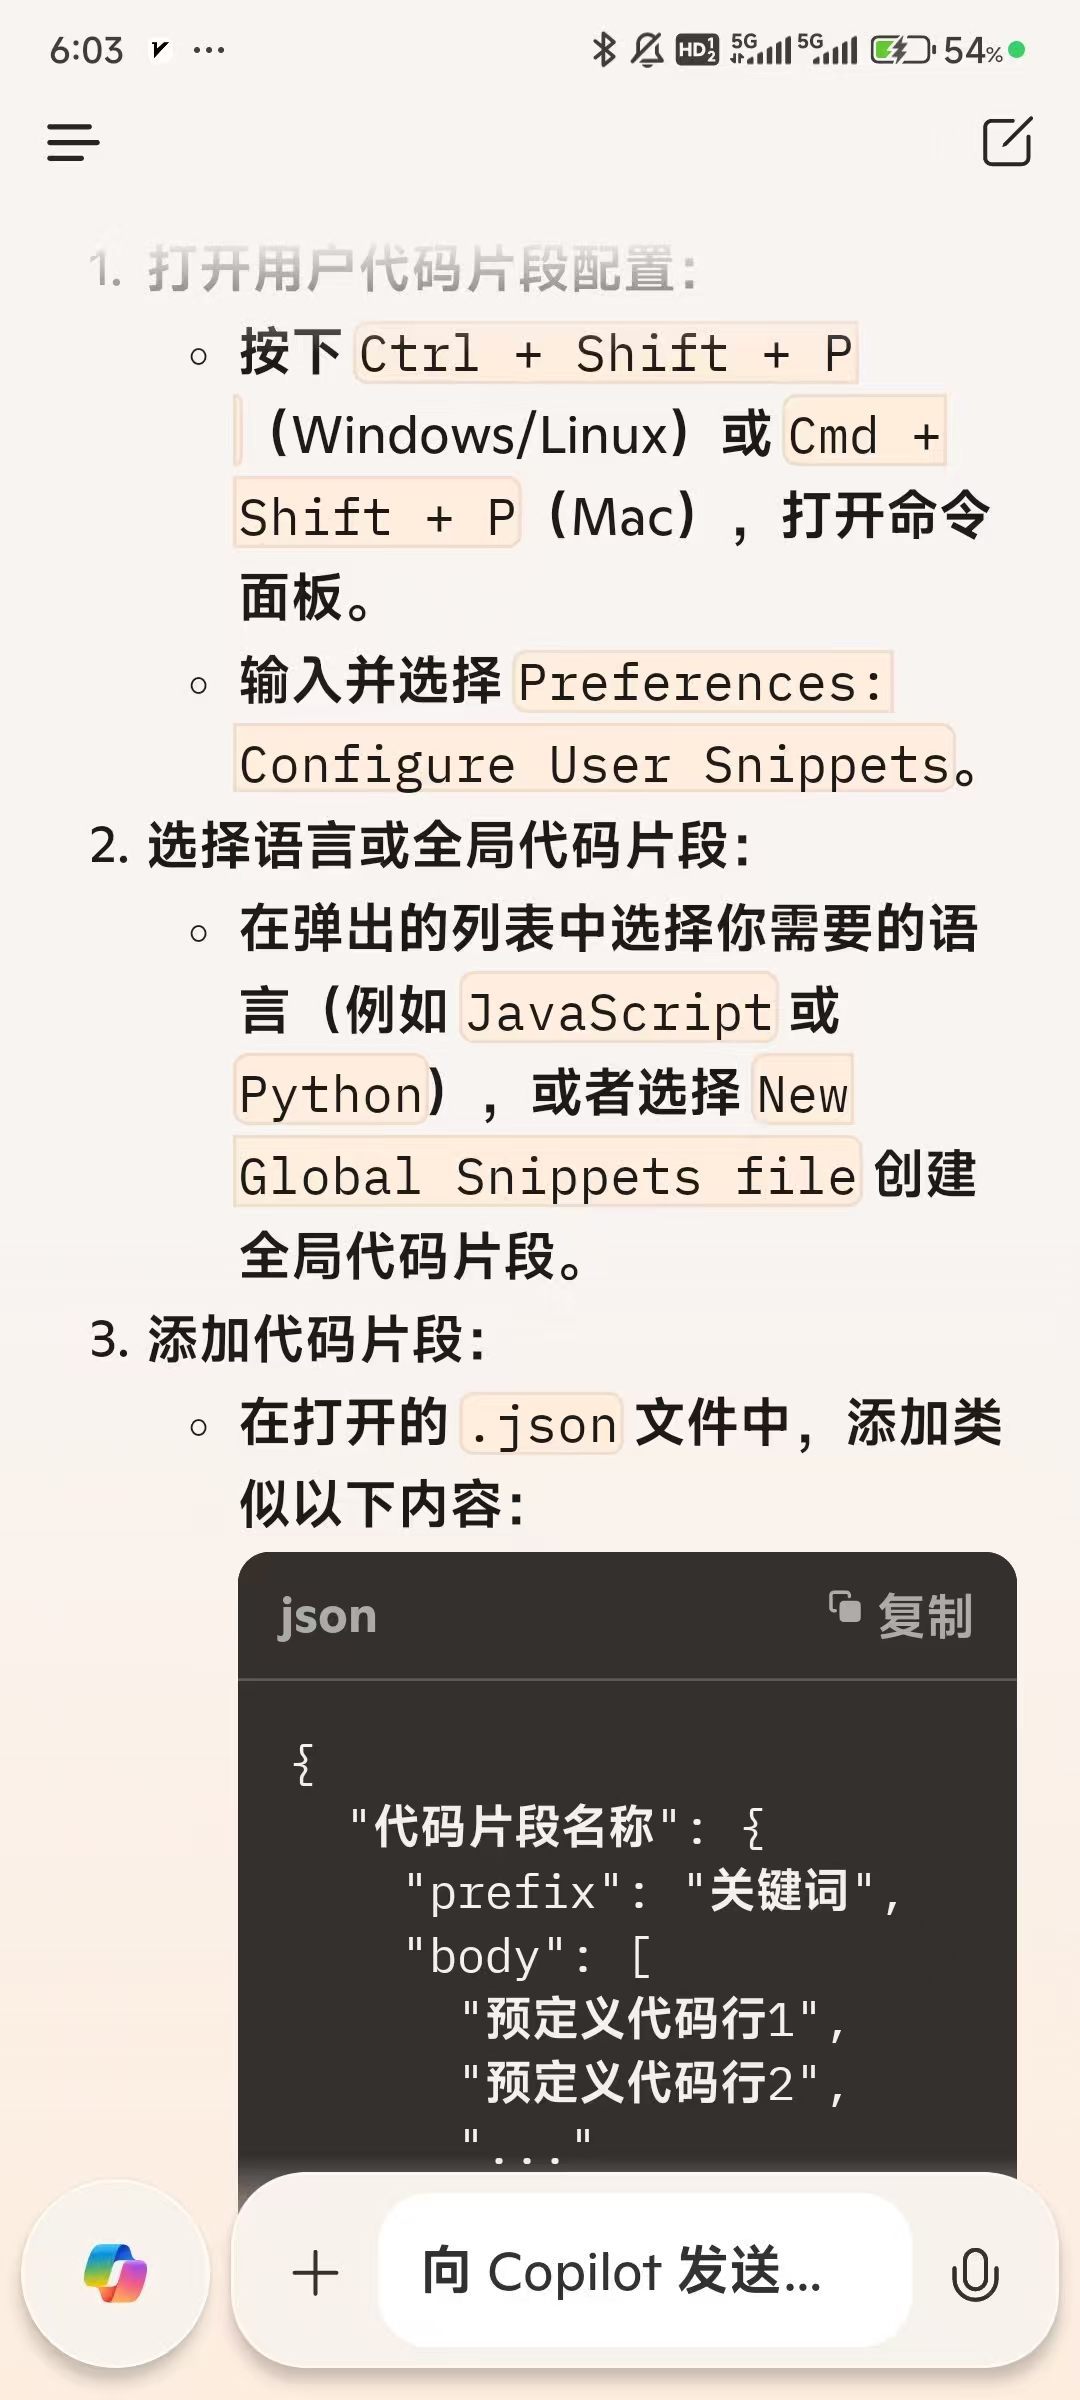 6:03 ... HD 1 2 5G 5G 54%
1. 打开用户代码片段配置：
按下 Ctrl + Shift + P
（Windows/Linux）或 Cmd +
Shift + P（Mac），打开命令
面板。
输入并选择 Preferences:
Configure User Snippets。
2. 选择语言或全局代码片段：
在弹出的列表中选择你需要的语
言（例如 JavaScript 或
Python），或者选择 New
Global Snippets file 创建
全局代码片段。
3. 添加代码片段：
在打开的 .json 文件中，添加类
似以下内容：
json 复制
{
"代码片段名称": {
"prefix": "关键词",
"body": [
"预定义代码行1",
"预定义代码行2",
"..."
向 Copilot 发送...